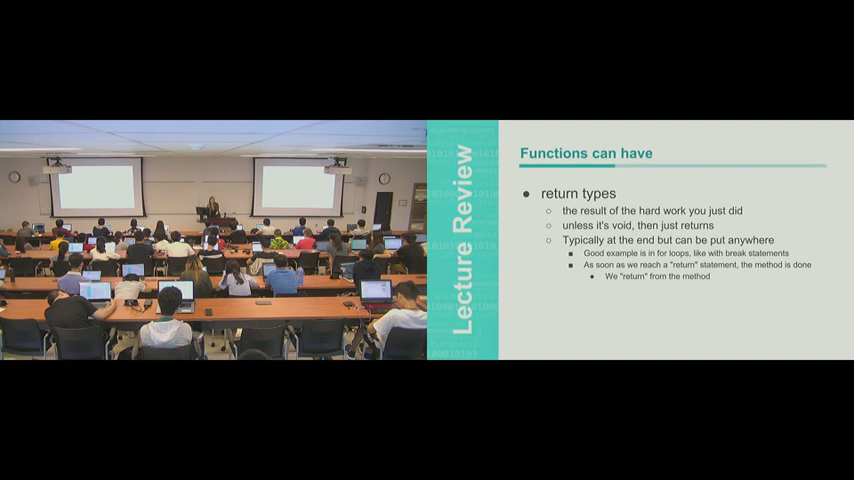 Lecture Review
Functions can have
● return types
○ the result of the hard work you just did
○ unless it's void, then just returns
○ Typically at the end but can be put anywhere
■ Good example is in for loops, like with break statements
■ As soon as we reach a "return" statement, the method is done
● We "return" from the method